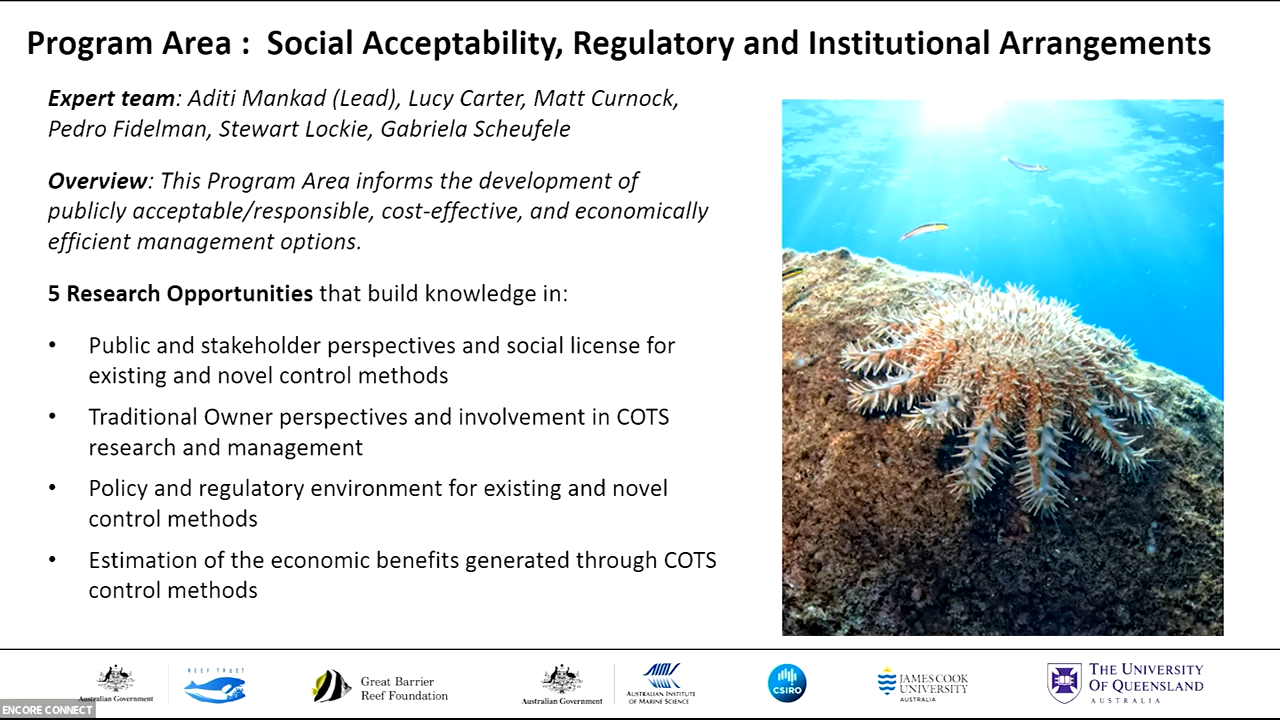 Program Area :  Social Acceptability, Regulatory and Institutional Arrangements
Expert team: Aditi Mankad (Lead), Lucy Carter, Matt Curnock,
Pedro Fidelman, Stewart Lockie, Gabriela Scheufele
Overview: This Program Area informs the development of
publicly acceptable/responsible, cost-effective, and economically
efficient management options.
5 Research Opportunities that build knowledge in:
• Public and stakeholder perspectives and social license for
existing and novel control methods
• Traditional Owner perspectives and involvement in COTS
research and management
• Policy and regulatory environment for existing and novel
control methods
• Estimation of the economic benefits generated through COTS
control methods
Australian Government
REEF TRUST
Great Barrier
Reef Foundation
Australian Government
AIMS
AUSTRALIAN INSTITUTE
OF MARINE SCIENCE
CSIRO
JAMES COOK
UNIVERSITY
AUSTRALIA
THE UNIVERSITY
OF QUEENSLAND
AUSTRALIA
ENCORE CONNECT